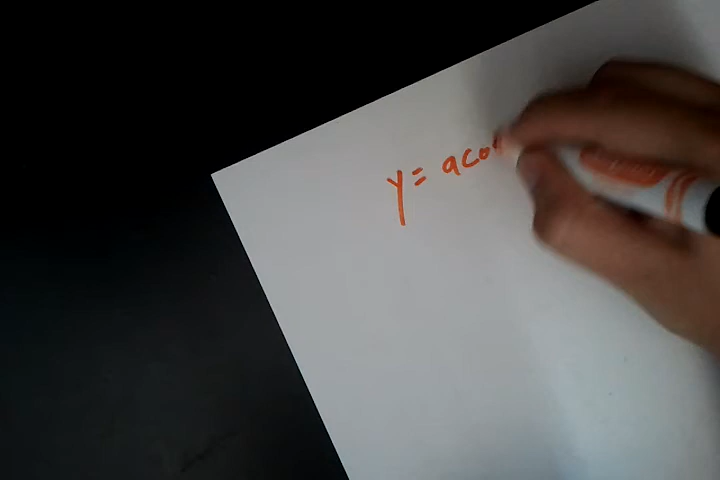 y = aco